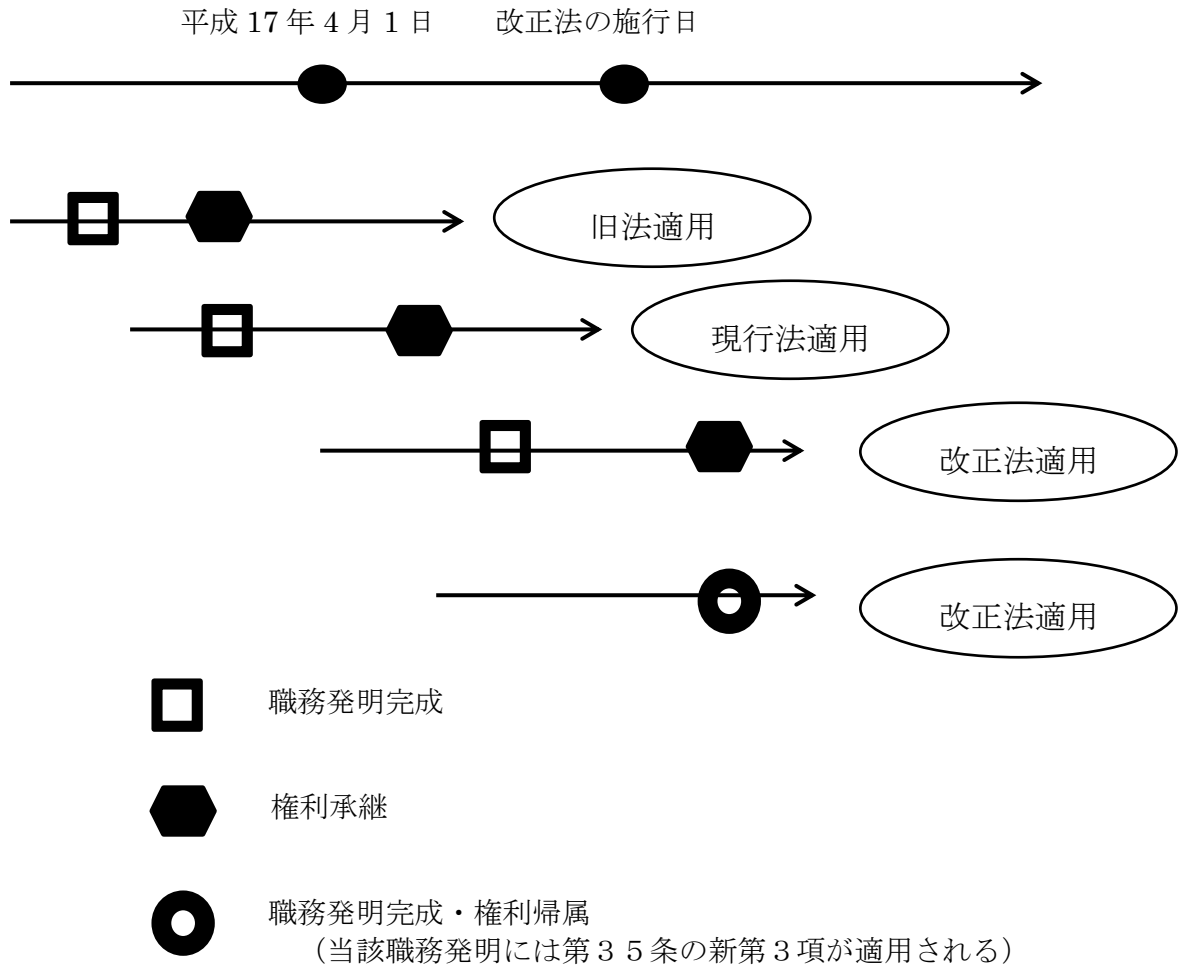 平成 17 年 4 月 1 日　　改正法の施行日
旧法適用
現行法適用
改正法適用
改正法適用
職務発明完成
権利承継
職務発明完成・権利帰属
（当該職務発明には第３５条の新第３項が適用される）